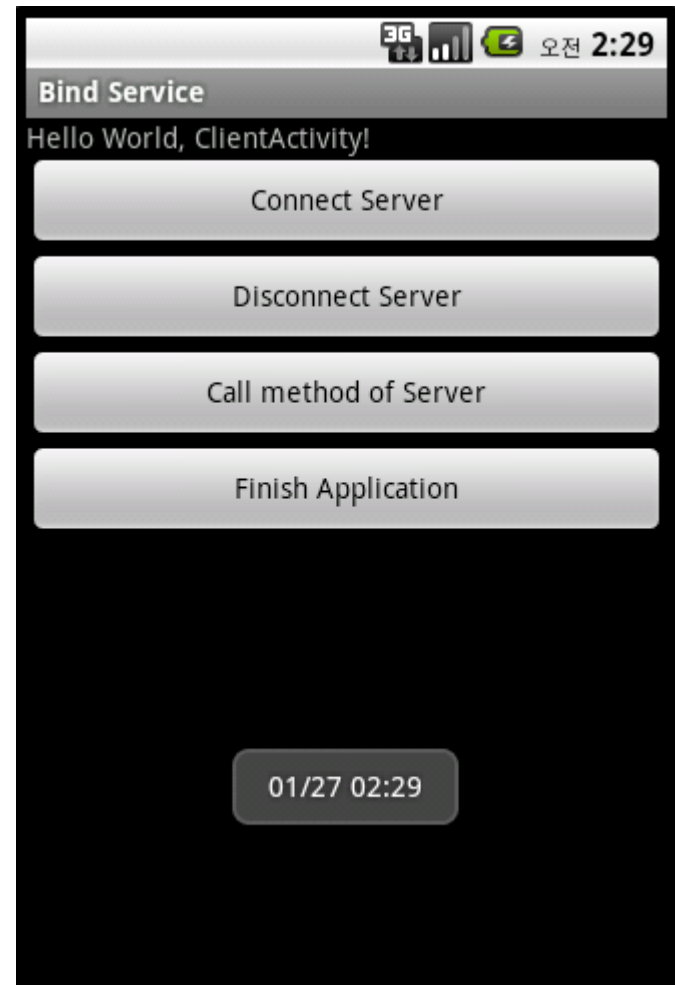 3G 오전 2:29
Bind Service
Hello World, ClientActivity!
Connect Server
Disconnect Server
Call method of Server
Finish Application
01/27 02:29